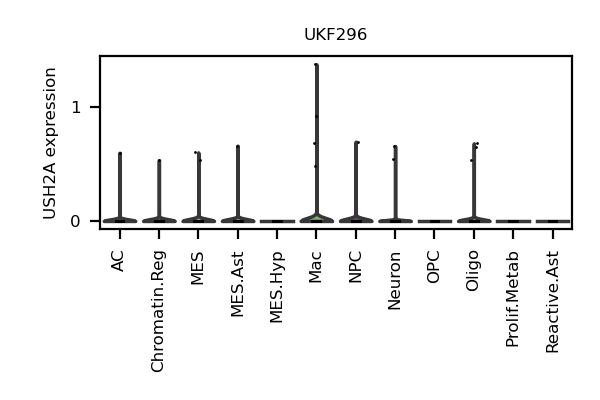 UKF296
USH2A expression
1
0
AC
Chromatin.Reg
MES
MES.Ast
MES.Hyp
Mac
NPC
Neuron
OPC
Oligo
Prolif.Metab
Reactive.Ast